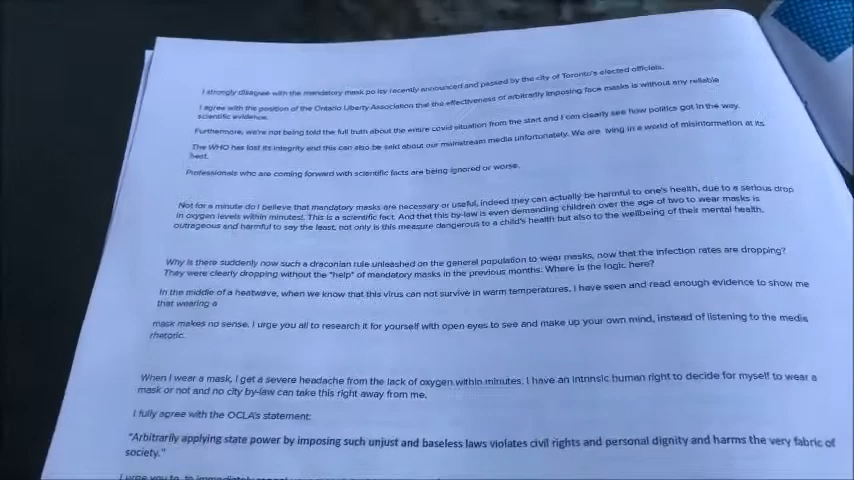 I strongly disagree with the mandatory mask policy recently announced and passed by the city of Toronto's elected officials.
I agree with the position of the Ontario Liberty Association that the effectiveness of arbitrarily imposing face masks is without any reliable
scientific evidence.
Furthermore, we're not being told the full truth about the entire covid situation from the start and I can clearly see how politics got in the way.
The WHO has lost its integrity and this can also be said about our mainstream media unfortunately. We are living in a world of misinformation at its
best.
Professionals who are coming forward with scientific facts are being ignored or worse.
Not for a minute do I believe that mandatory masks are necessary or useful, indeed they can actually be harmful to one's health, due to a serious drop
in oxygen levels within minutes! This is a scientific fact. And that this by-law is even demanding children over the age of two to wear masks is
outrageous and harmful to say the least, not only is this measure dangerous to a child's health but also to the wellbeing of their mental health.
Why is there suddenly now such a draconian rule unleashed on the general population to wear masks, now that the infection rates are dropping?
They were clearly dropping without the "help" of mandatory masks in the previous months. Where is the logic here?
In the middle of a heatwave, when we know that this virus can not survive in warm temperatures. I have seen and read enough evidence to show me
that wearing a
mask makes no sense. I urge you all to research it for yourself with open eyes to see and make up your own mind, instead of listening to the media
rhetoric.
When I wear a mask, I get a severe headache from the lack of oxygen within minutes. I have an intrinsic human right to decide for myself to wear a
mask or not and no city by-law can take this right away from me.
I fully agree with the OCLA's statement:
"Arbitrarily applying state power by imposing such unjust and baseless laws violates civil rights and personal dignity and harms the very fabric of
society."
I urge you to, to immediately